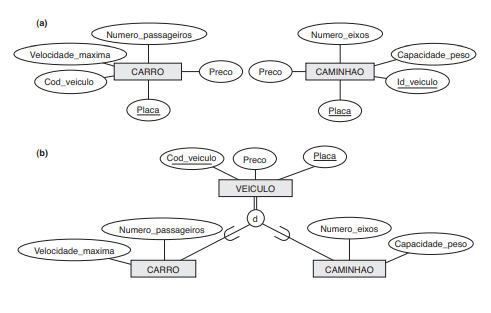 (a)
Numero_passageiros
Numero_eixos
Velocidade_maxima
Capacidade_peso
CARRO
Preco
Preco
CAMINHAO
Cod_veiculo
Id_veiculo
Placa
Placa
(b)
Cod_veiculo
Preco
Placa
VEICULO
d
Numero_passageiros
Numero_eixos
Velocidade_maxima
Capacidade_peso
CARRO
CAMINHAO